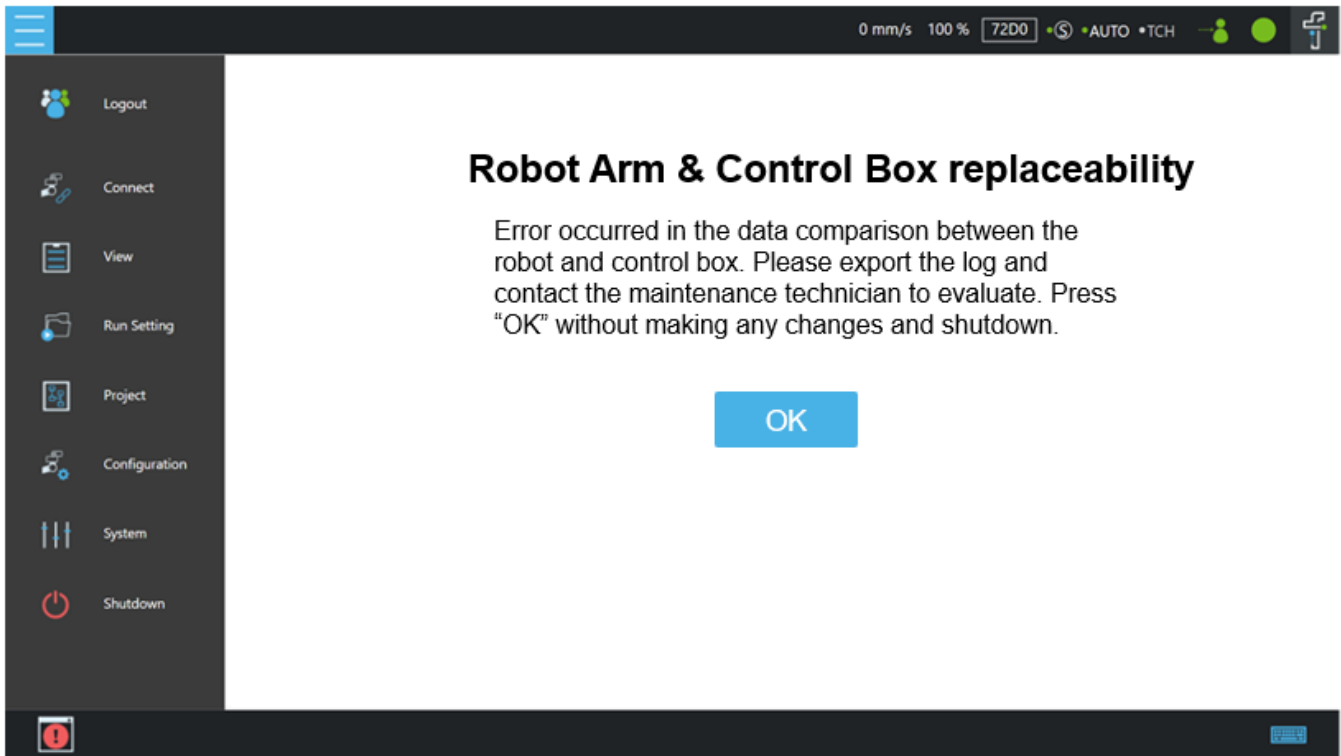 0 mm/s 100 % 72D0 •Ⓢ •AUTO •TCH
Logout
Connect
View
Run Setting
Project
Configuration
System
Shutdown
Robot Arm & Control Box replaceability
Error occurred in the data comparison between the
robot and control box. Please export the log and
contact the maintenance technician to evaluate. Press
“OK” without making any changes and shutdown.
OK